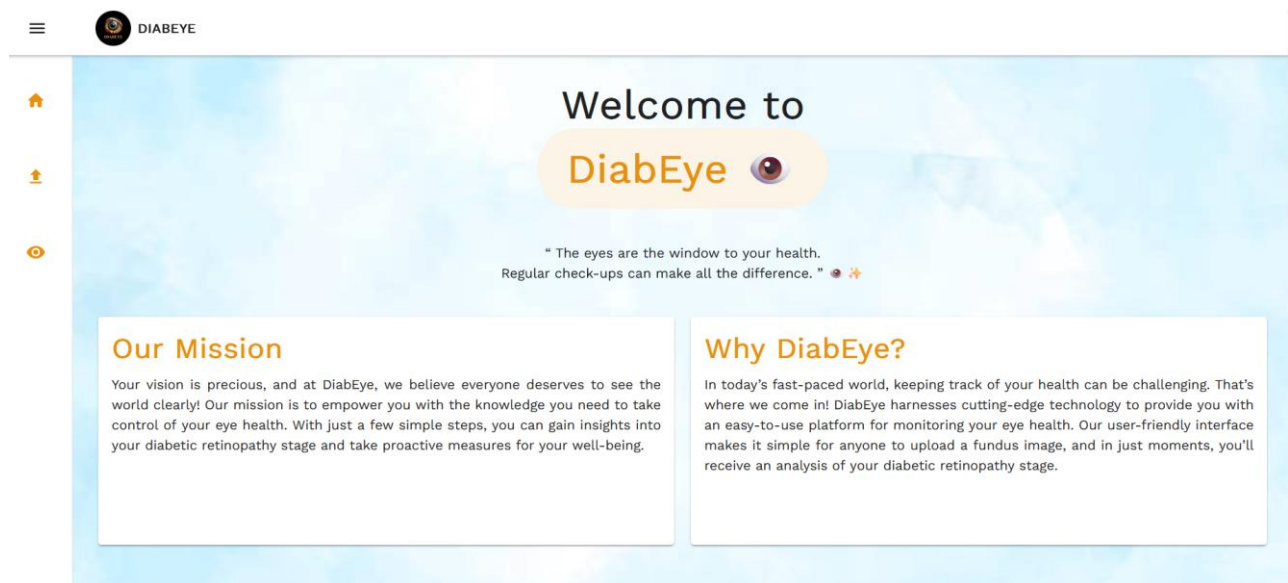 DIABEYE
Welcome to
DiabEye
“ The eyes are the window to your health.
Regular check-ups can make all the difference. ”
Our Mission
Your vision is precious, and at DiabEye, we believe everyone deserves to see the
world clearly! Our mission is to empower you with the knowledge you need to take
control of your eye health. With just a few simple steps, you can gain insights into
your diabetic retinopathy stage and take proactive measures for your well-being.
Why DiabEye?
In today’s fast-paced world, keeping track of your health can be challenging. That’s
where we come in! DiabEye harnesses cutting-edge technology to provide you with
an easy-to-use platform for monitoring your eye health. Our user-friendly interface
makes it simple for anyone to upload a fundus image, and in just moments, you’ll
receive an analysis of your diabetic retinopathy stage.